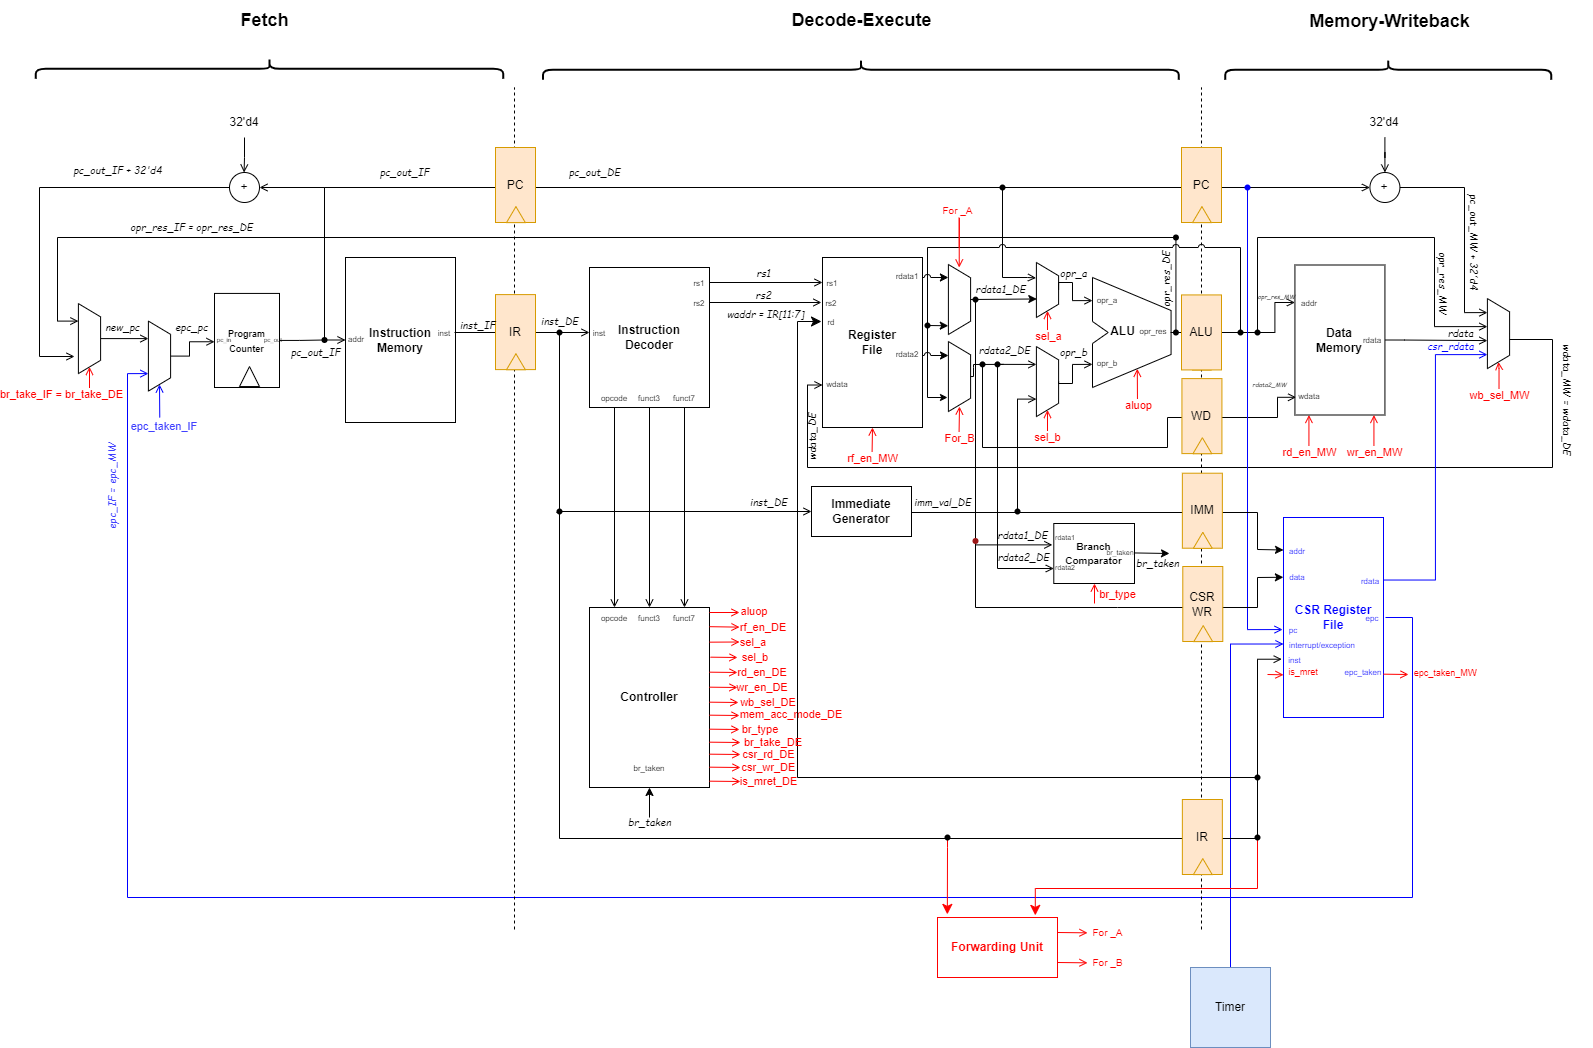 Fetch
Decode-Execute
Memory-Writeback
32'd4
32'd4
pc_out_IF + 32'd4
+
pc_out_IF
PC
pc_out_DE
PC
+
pc_out_MW + 32'd4
opr_res_IF = opr_res_DE
new_pc
epc_pc
br_take_IF = br_take_DE
epc_taken_IF
epc_IF = epc_MW
pc_in
Program
Counter
pc_out
pc_out_IF
addr
Instruction
Memory
inst
inst_IF
IR
inst_DE
inst
Instruction
Decoder
rs1
rs2
opcode
funct3
funct7
rs1
rs2
waddr = IR[11:7]
rs1
rs2
rd
wdata
Register
File
rdata1
rdata2
rf_en_MW
wdata_DE
For _A
For_B
rdata1_DE
rdata2_DE
opr_a
opr_b
sel_a
sel_b
opr_a
opr_b
ALU
opr_res
aluop
opr_res_DE
ALU
WD
opr_res_MW
rdata2_MW
addr
wdata
Data
Memory
rdata
rd_en_MW
wr_en_MW
opr_res_MW
rdata
csr_rdata
wb_sel_MW
wdata_MW = wdata_DE
inst_DE
Immediate
Generator
imm_val_DE
IMM
rdata1_DE
rdata2_DE
rdata1
rdata2
Branch
Comparator
br_taken
br_taken
br_type
CSR
WR
addr
data
rdata
CSR Register
File
epc
pc
interrupt/exception
inst
is_mret
epc_taken
epc_taken_MW
opcode
funct3
funct7
Controller
br_taken
br_taken
aluop
rf_en_DE
sel_a
sel_b
rd_en_DE
wr_en_DE
wb_sel_DE
mem_acc_mode_DE
br_type
br_take_DE
csr_rd_DE
csr_wr_DE
is_mret_DE
IR
Forwarding Unit
For _A
For _B
Timer